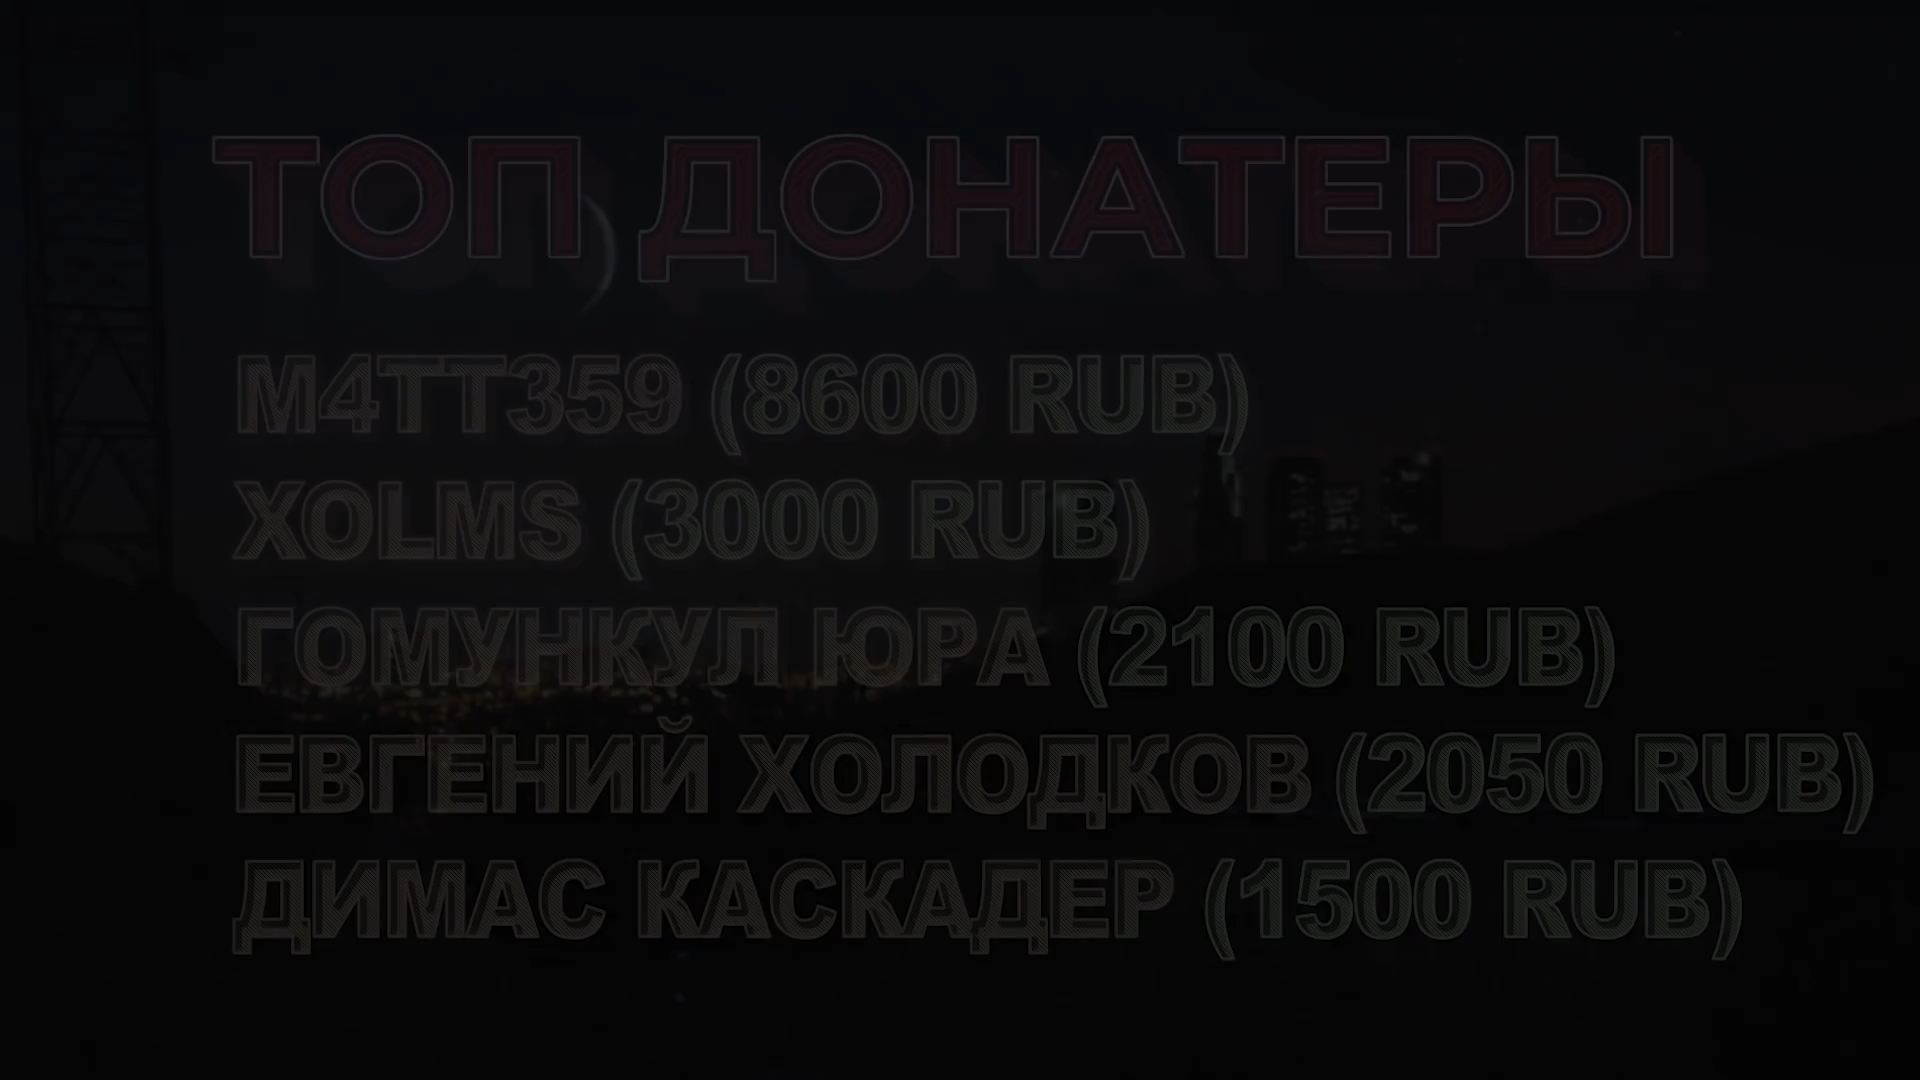 ТОП ДОНАТЕРЫ
M4TT359 (8600 RUB)
XOLMS (3000 RUB)
ГОМУНКУЛ ЮРА (2100 RUB)
ЕВГЕНИЙ ХОЛОДКОВ (2050 RUB)
ДИМАС КАСКАДЕР (1500 RUB)